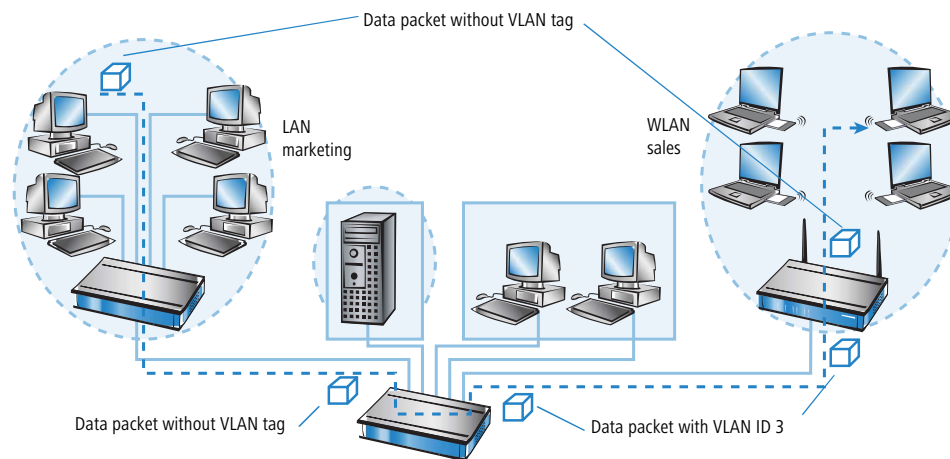 Data packet without VLAN tag
LAN
marketing
WLAN
sales
Data packet without VLAN tag
Data packet with VLAN ID 3